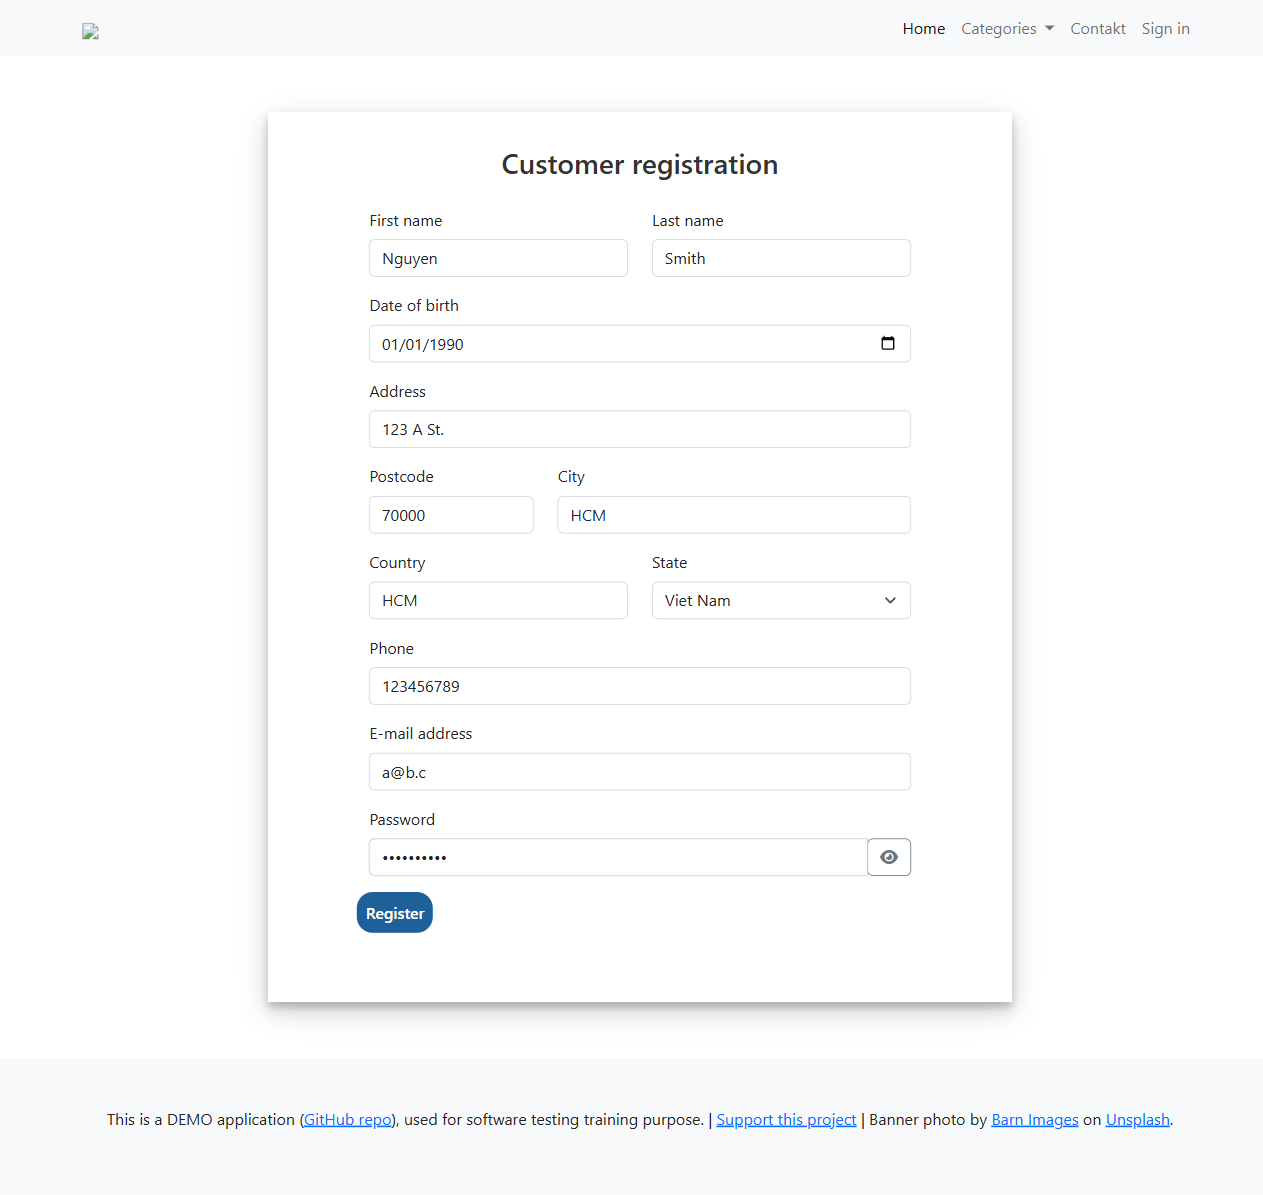 Home Categories Contakt Sign in
Customer registration
First name Last name
Nguyen Smith
Date of birth
01/01/1990
Address
123 A St.
Postcode City
70000 HCM
Country State
HCM Viet Nam
Phone
123456789
E-mail address
a@b.c
Password
••••••••••
Register
This is a DEMO application (GitHub repo), used for software testing training purpose. | Support this project | Banner photo by Barn Images on Unsplash.